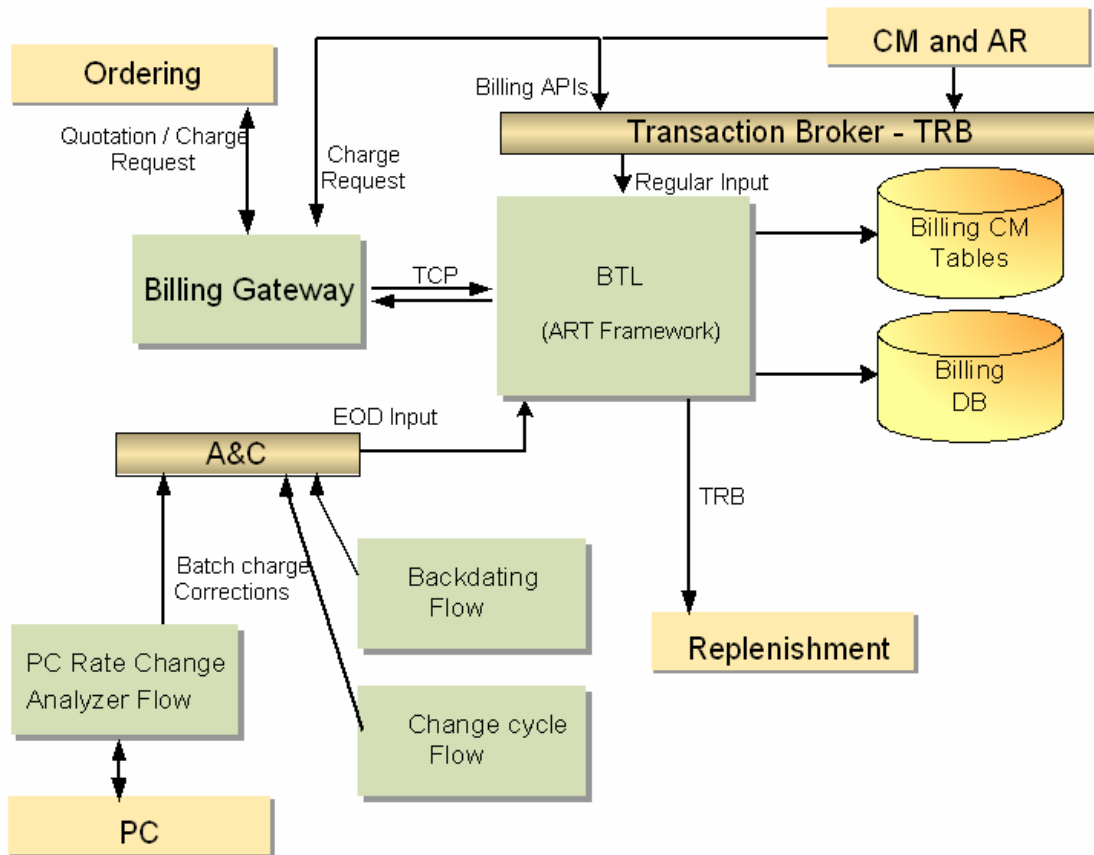 CM and AR
Ordering
Billing APIs
Quotation / Charge
Request
Charge
Request
Transaction Broker - TRB
Regular Input
Billing CM
Tables
Billing Gateway
TCP
BTL
(ART Framework)
Billing
DB
EOD Input
A&C
TRB
Batch charge
Corrections
Backdating
Flow
PC Rate Change
Analyzer Flow
Replenishment
Change cycle
Flow
PC